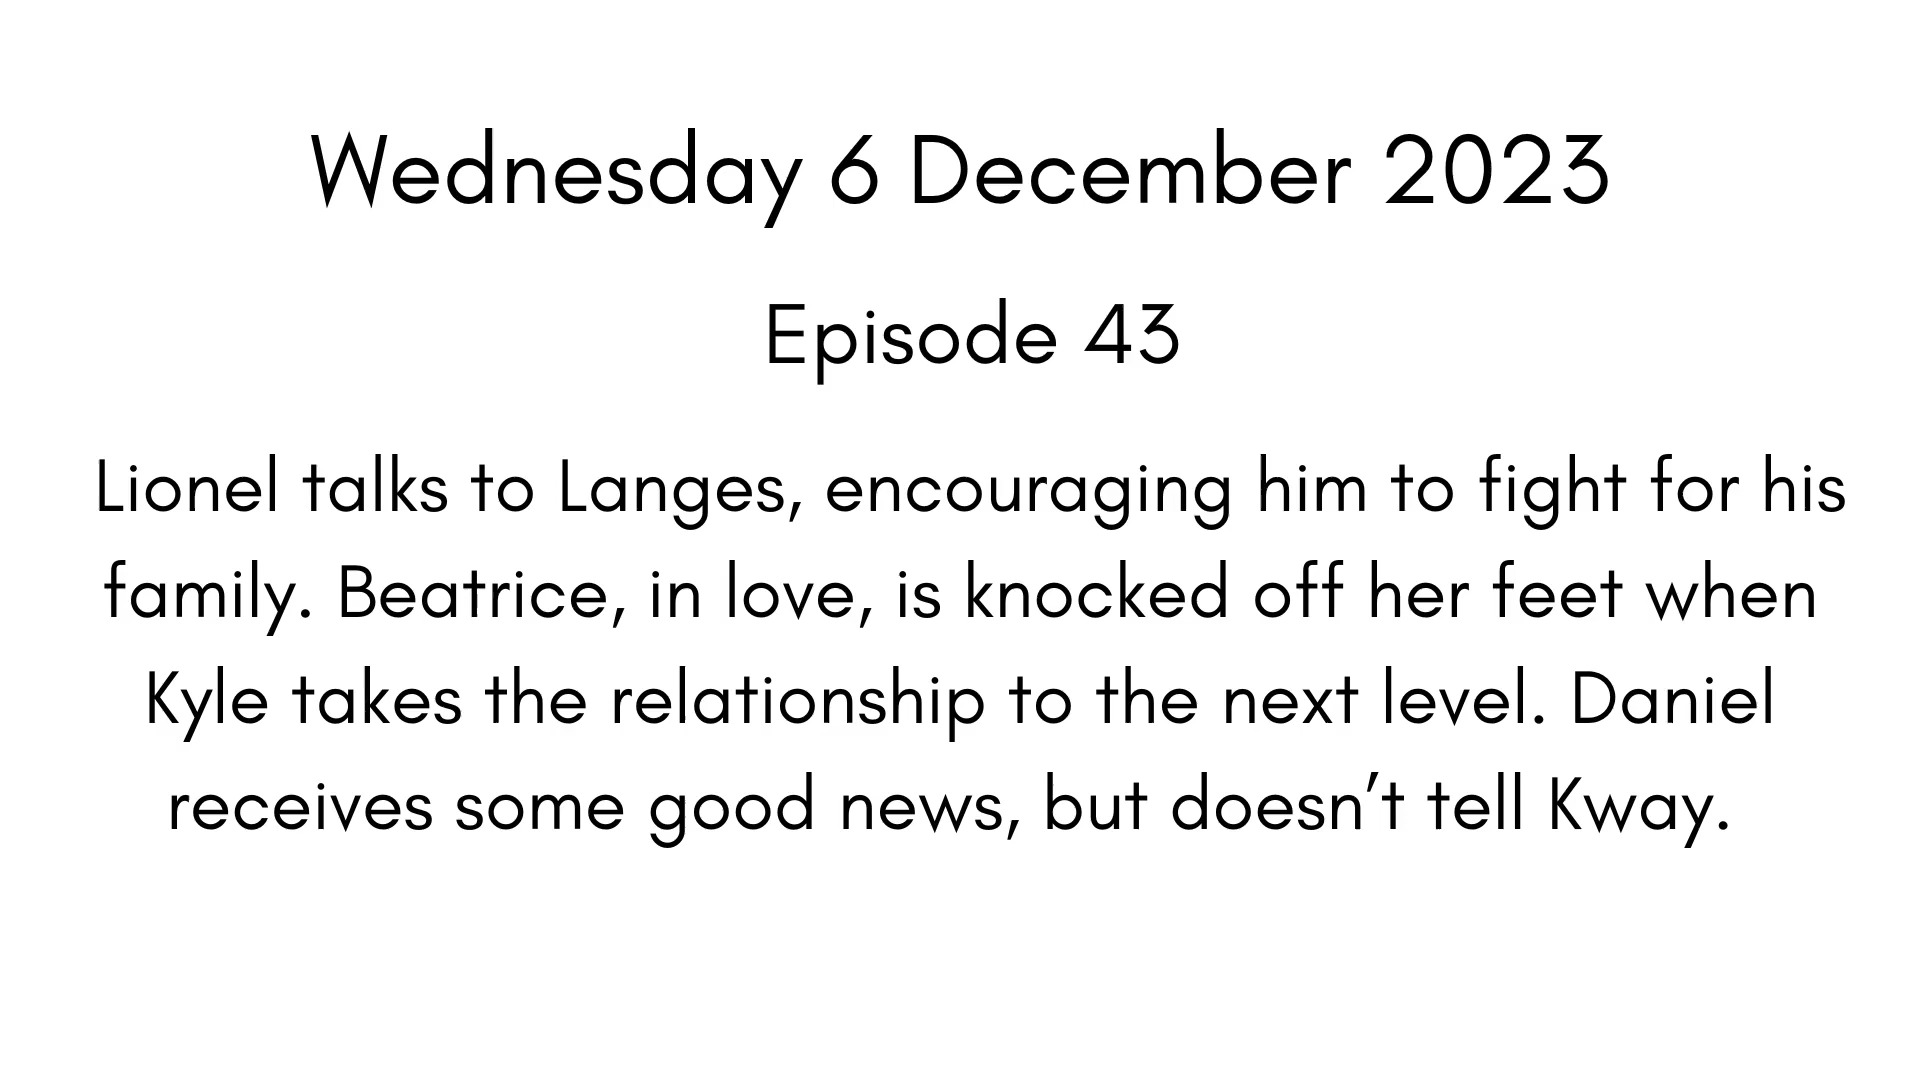 Wednesday 6 December 2023
Episode 43
Lionel talks to Langes, encouraging him to fight for his
family. Beatrice, in love, is knocked off her feet when
Kyle takes the relationship to the next level. Daniel
receives some good news, but doesn’t tell Kway.